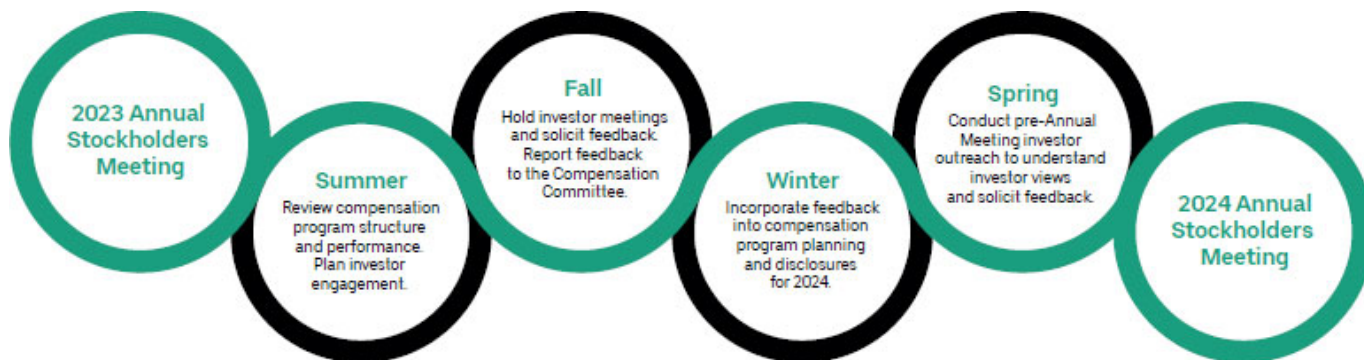 2023 Annual
Stockholders
Meeting
Summer
Review compensation
program structure
and performance.
Plan investor
engagement.
Fall
Hold investor meetings
and solicit feedback.
Report feedback
to the Compensation
Committee.
Winter
Incorporate feedback
into compensation
program planning
and disclosures
for 2024.
Spring
Conduct pre-Annual
Meeting investor
outreach to understand
investor views
and solicit feedback.
2024 Annual
Stockholders
Meeting